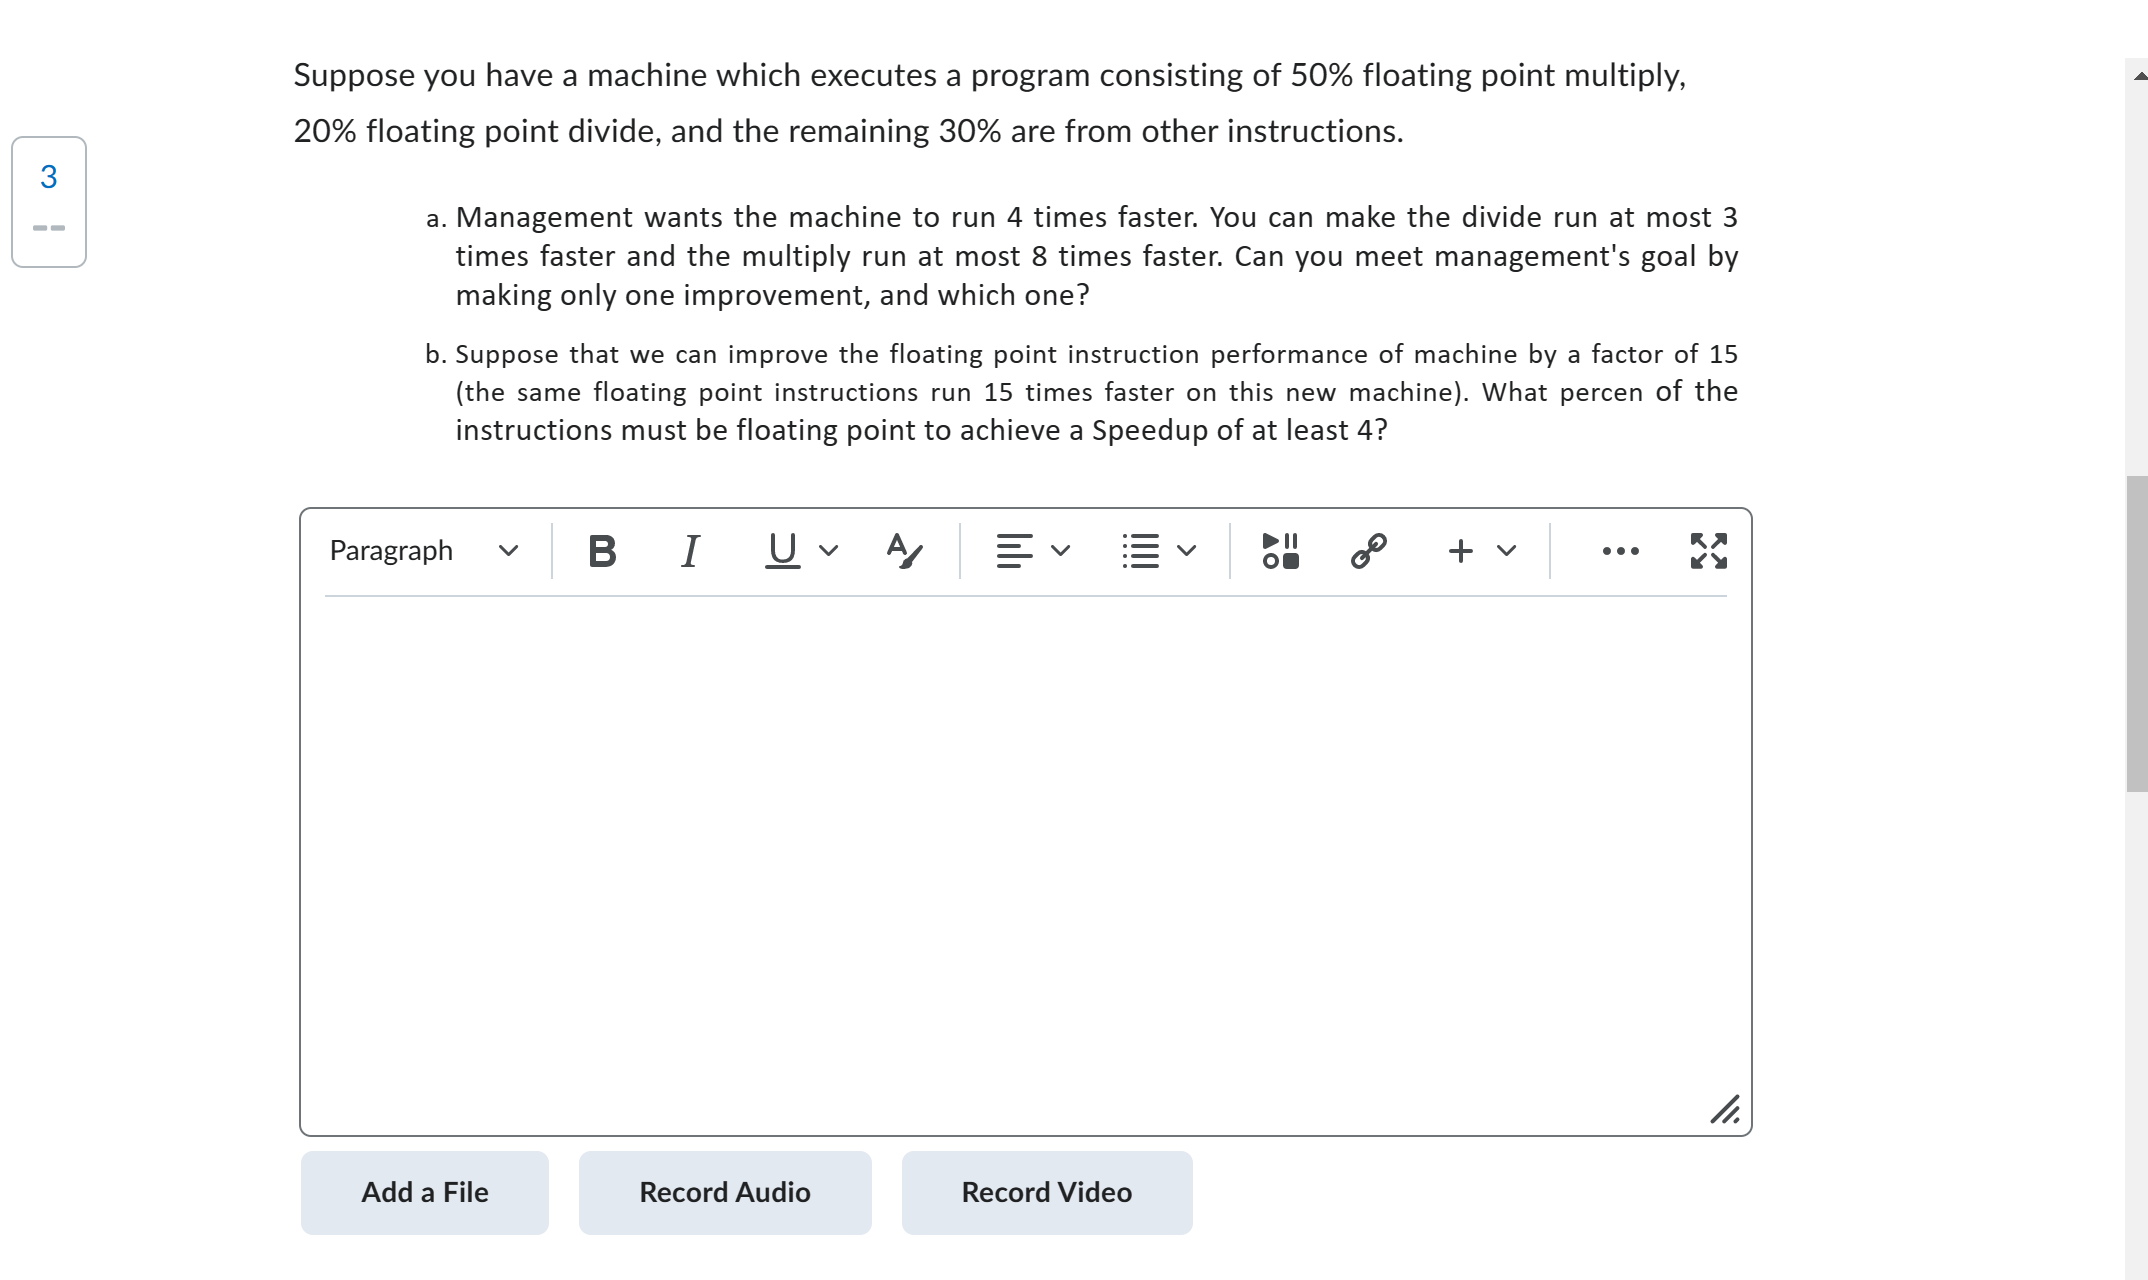 Suppose you have a machine which executes a program consisting of 50% floating point multiply,
20% floating point divide, and the remaining 30% are from other instructions.
3
--
a. Management wants the machine to run 4 times faster. You can make the divide run at most 3
times faster and the multiply run at most 8 times faster. Can you meet management's goal by
making only one improvement, and which one?
b. Suppose that we can improve the floating point instruction performance of machine by a factor of 15
(the same floating point instructions run 15 times faster on this new machine). What percen of the
instructions must be floating point to achieve a Speedup of at least 4?
Paragraph B I U A
Add a File Record Audio Record Video